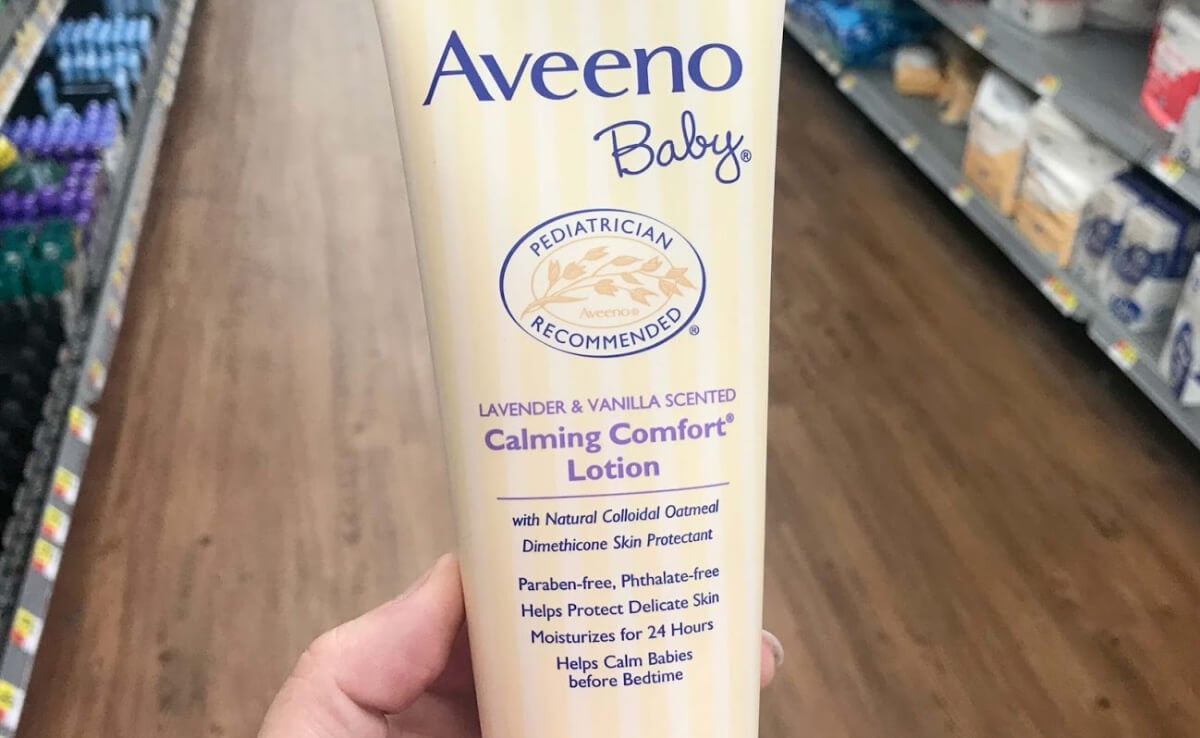 Aveeno
Baby®
PEDIATRICIAN
Aveeno®
RECOMMENDED®
LAVENDER & VANILLA SCENTED
Calming Comfort®
Lotion
with Natural Colloidal Oatmeal
Dimethicone Skin Protectant
Paraben-free, Phthalate-free
Helps Protect Delicate Skin
Moisturizes for 24 Hours
Helps Calm Babies
before Bedtime